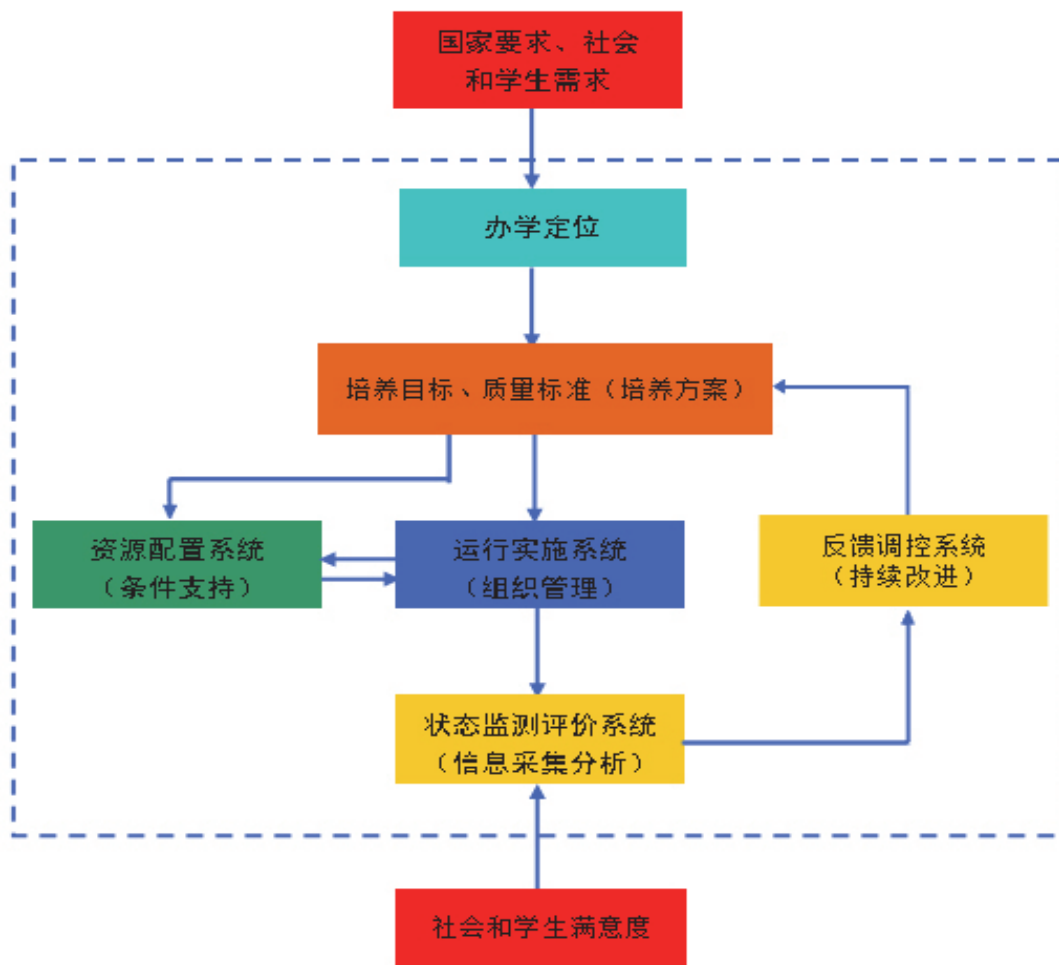 国家要求、社会
和学生需求
办学定位
培养目标、质量标准（培养方案）
资源配置系统
（条件支持）
运行实施系统
（组织管理）
反馈调控系统
（持续改进）
状态监测评价系统
（信息采集分析）
社会和学生满意度